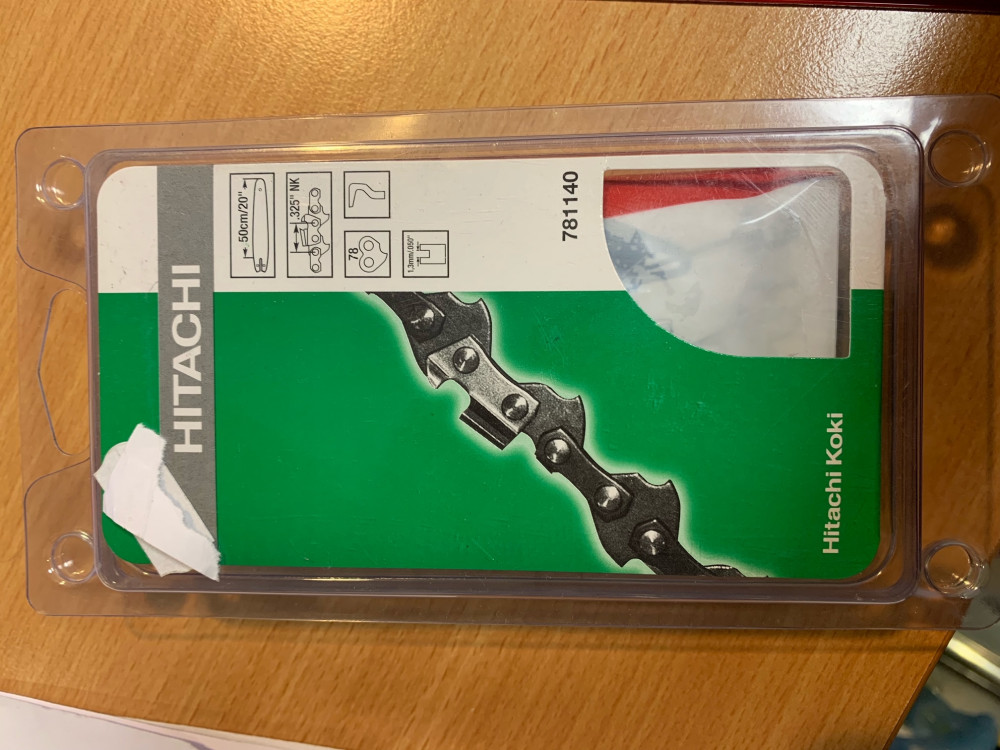 HITACHI
50cm/20"
.325" NK
78
1,3mm/.050"
781140
Hitachi Koki